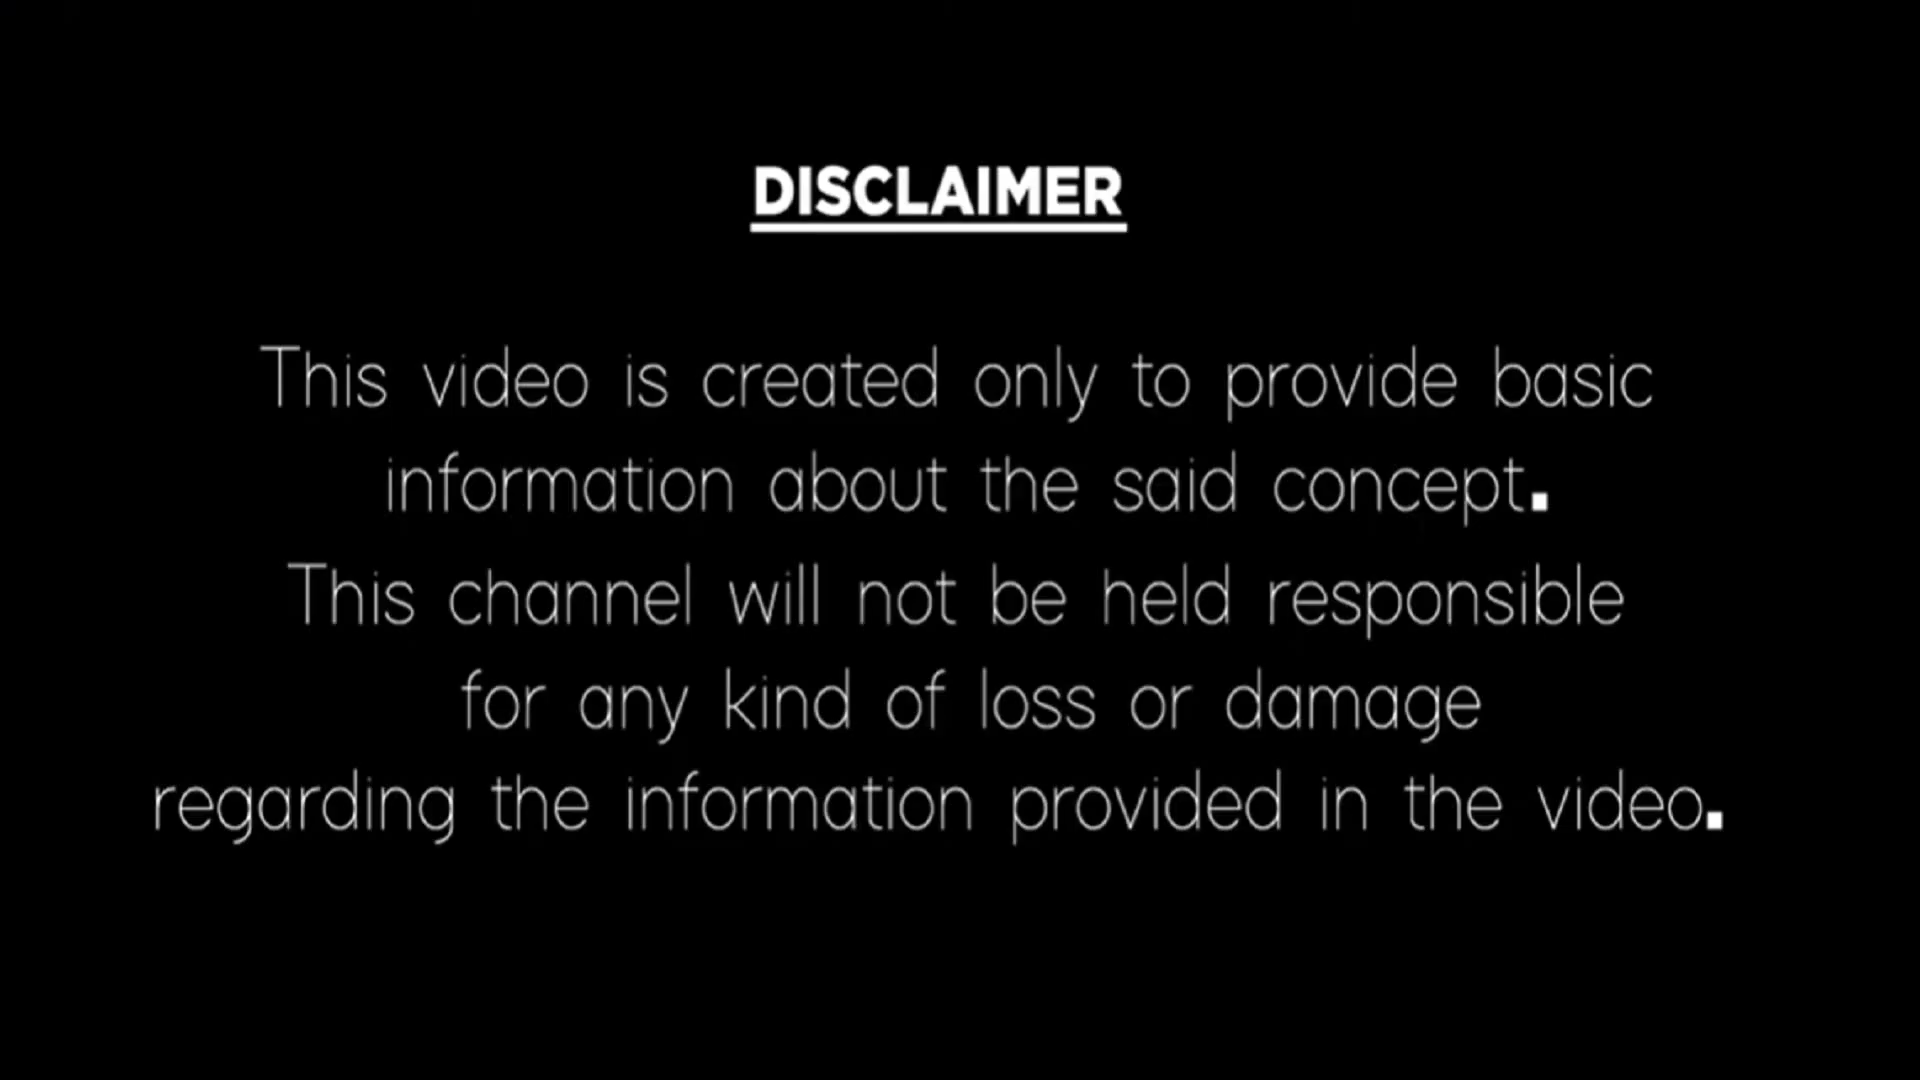 DISCLAIMER
This video is created only to provide basic
information about the said concept.
This channel will not be held responsible
for any kind of loss or damage
regarding the information provided in the video.